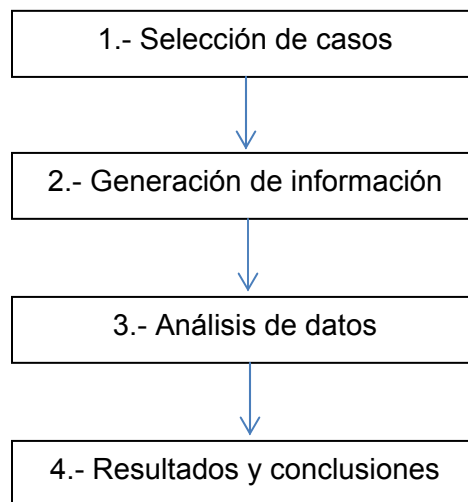 1.- Selección de casos
2.- Generación de información
3.- Análisis de datos
4.- Resultados y conclusiones